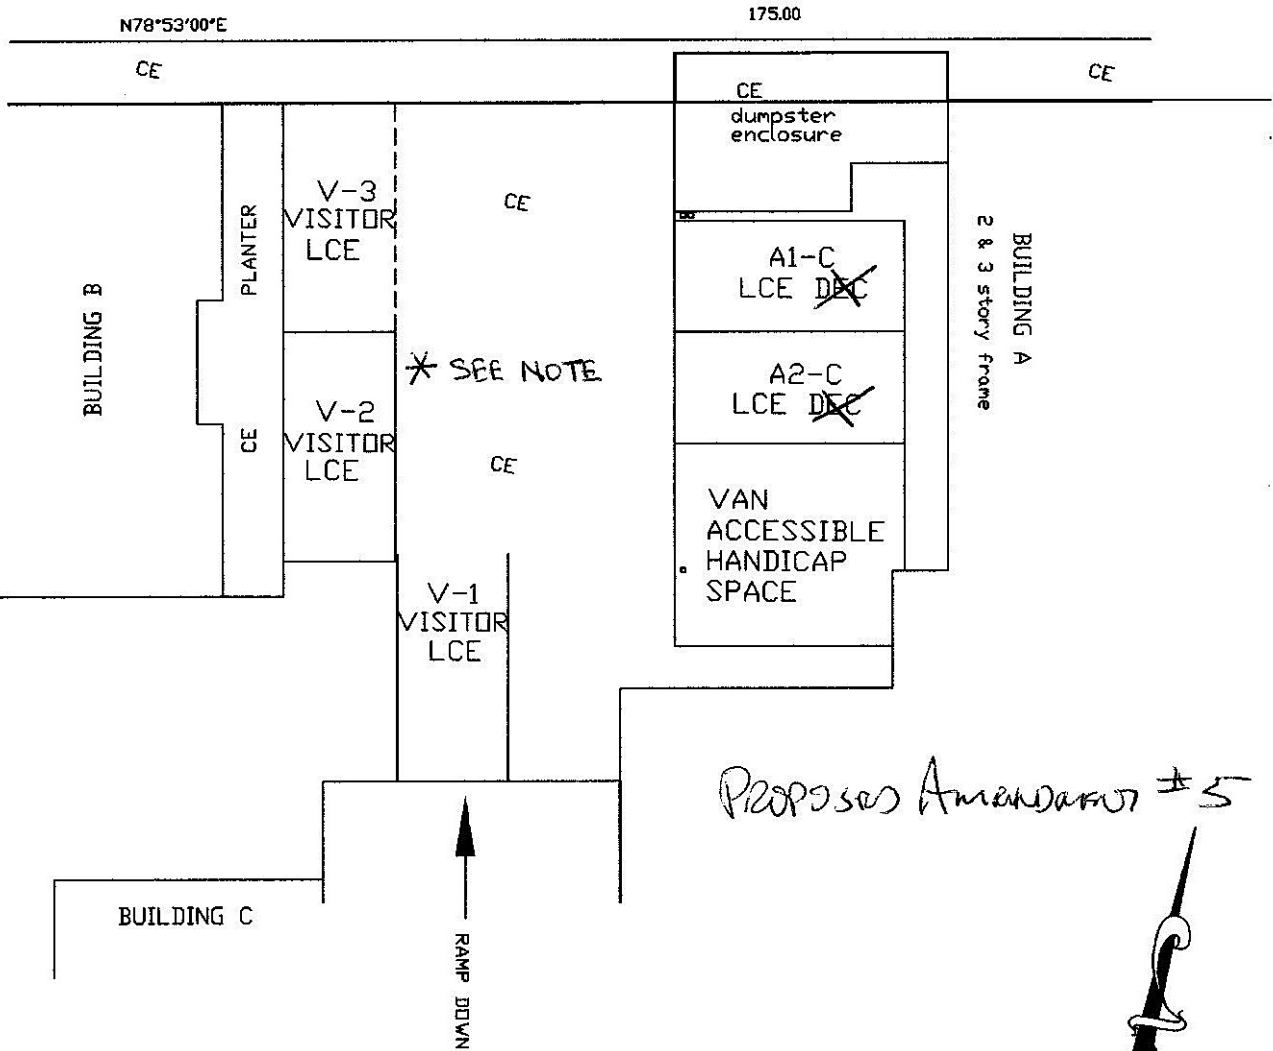 N78°53'00"E
175.00
CE
CE
CE
dumpster
enclosure
V-3
VISITOR
LCE
CE
PLANTER
CE
BUILDING B
A1-C
LCE DEC
BUILDING A
2 & 3 story frame
* SEE NOTE
A2-C
LCE DEC
V-2
VISITOR
LCE
CE
VAN
ACCESSIBLE
HANDICAP
SPACE
V-1
VISITOR
LCE
PROPOSED AMENDMENT #5
BUILDING C
RAMP DOWN